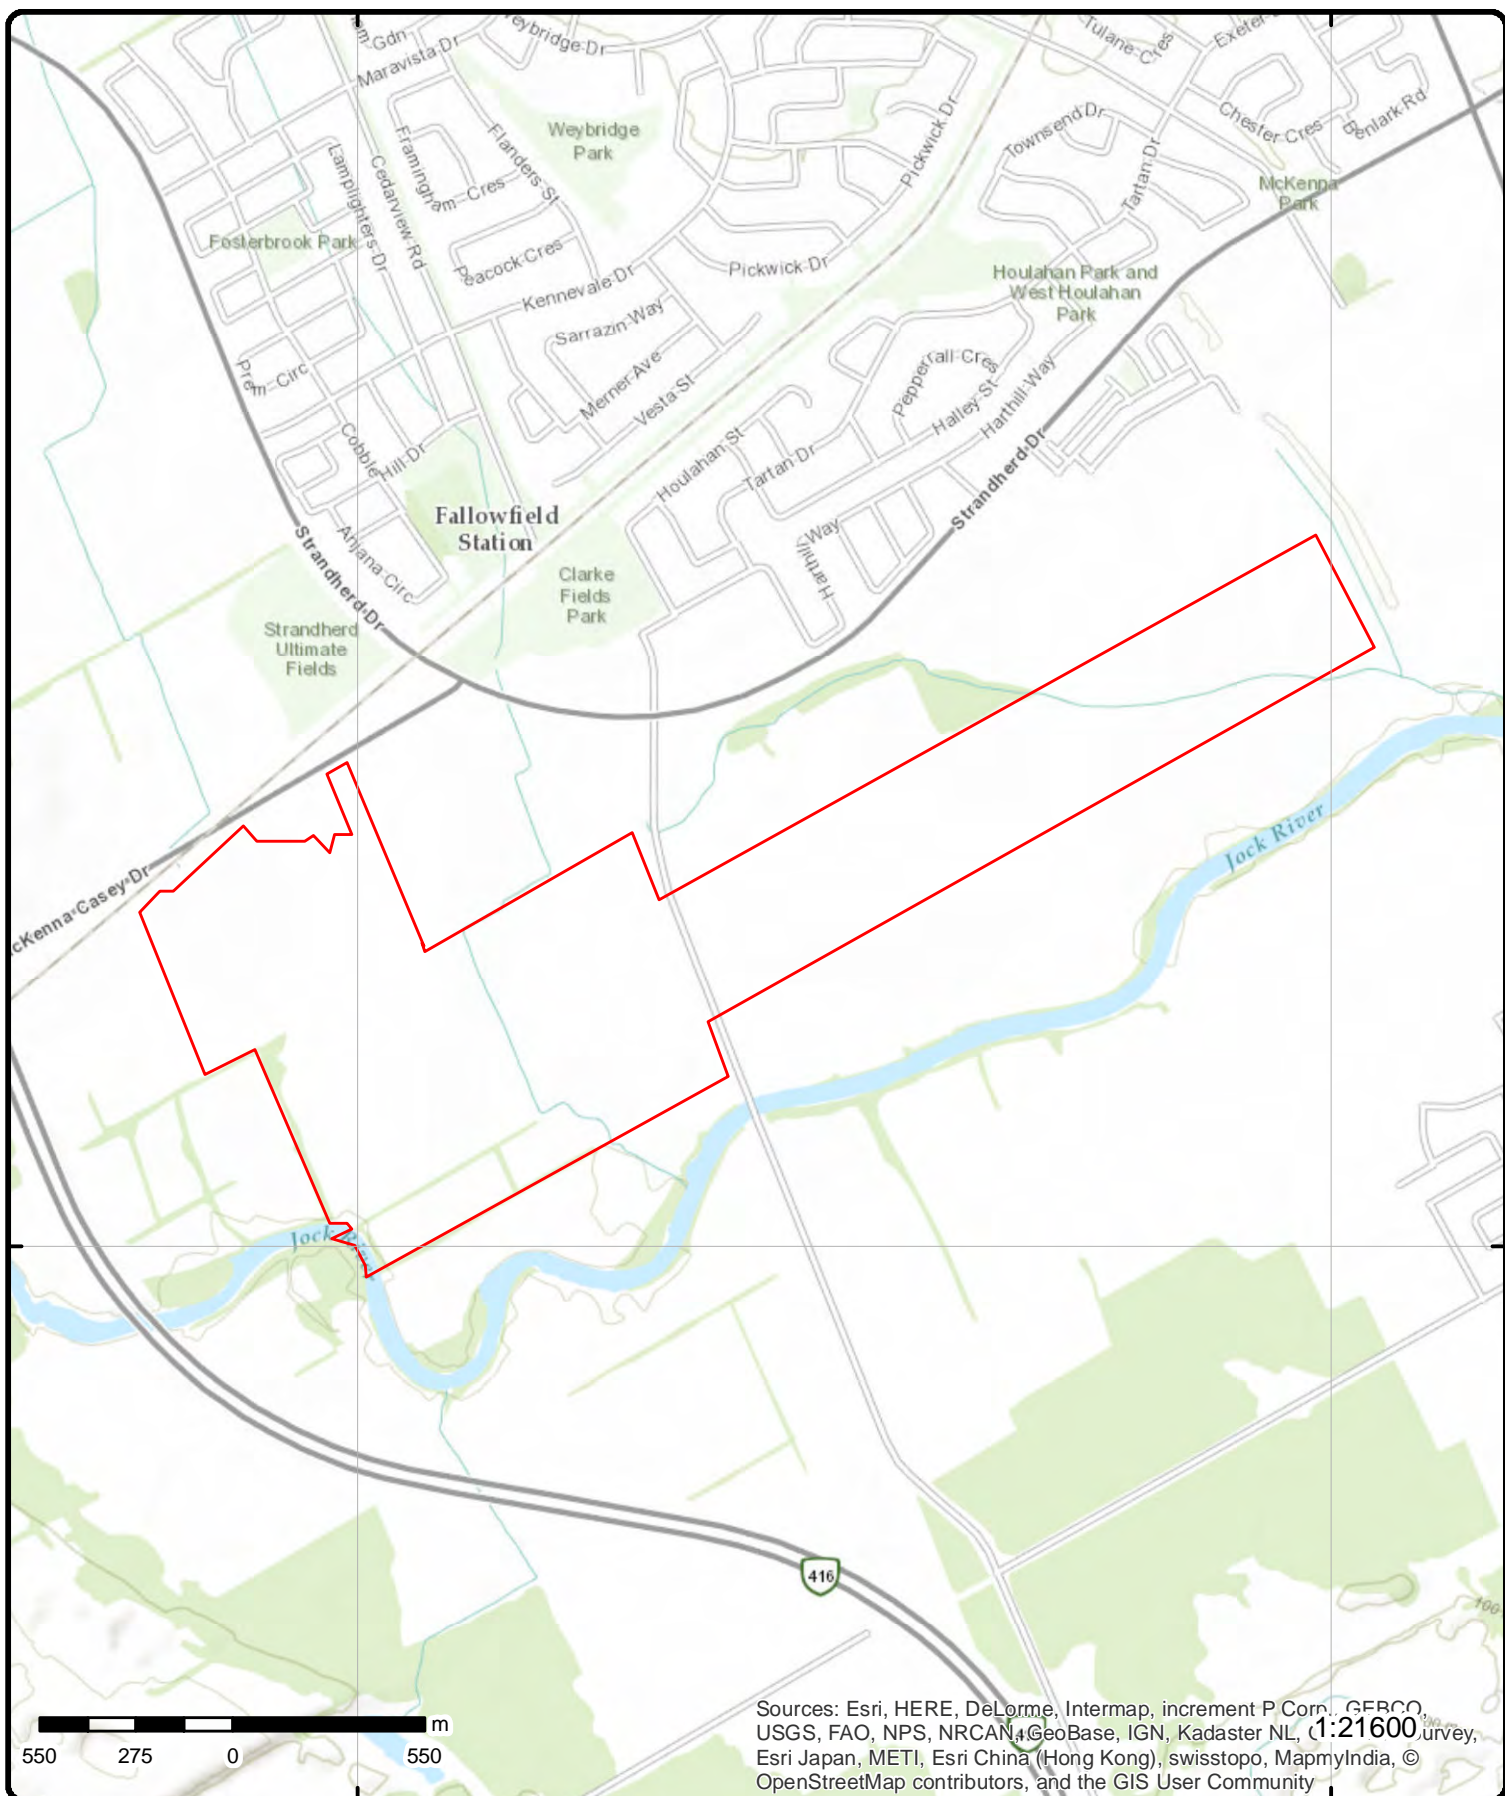 Maravista Dr
Weybridge Dr
Tulane Cres
Chester Cres
Benlark Rd
Townsend Dr
Tartan Dr
Pickwick Dr
Weybridge
Park
McKenna
Park
Framingham Cres
Flanders St
Lamplighters Dr
Cedarview Rd
Fosterbrook Park
Peacock Cres
Kennevale Dr
Pickwick Dr
Houlahan Park and
West Houlahan
Park
Sarrazin Way
Merner Ave
Vesta St
Prem Circ
Pepperrall Cres
Halley St
Harthill Way
Cobble Hill Dr
Houlahan St
Tartan Dr
Strandherd Dr
Fallowfield
Station
Harthill Way
Anjana Circ
Strandherd Dr
Clarke
Fields
Park
Strandherd
Ultimate
Fields
Jock River
cKenna Casey Dr
Jock River
416
100
m
550 275 0 550
1:21600
Sources: Esri, HERE, DeLorme, Intermap, increment P Corp., GEBCO,
USGS, FAO, NPS, NRCAN, GeoBase, IGN, Kadaster NL, urvey,
Esri Japan, METI, Esri China (Hong Kong), swisstopo, MapmyIndia, ©
OpenStreetMap contributors, and the GIS User Community